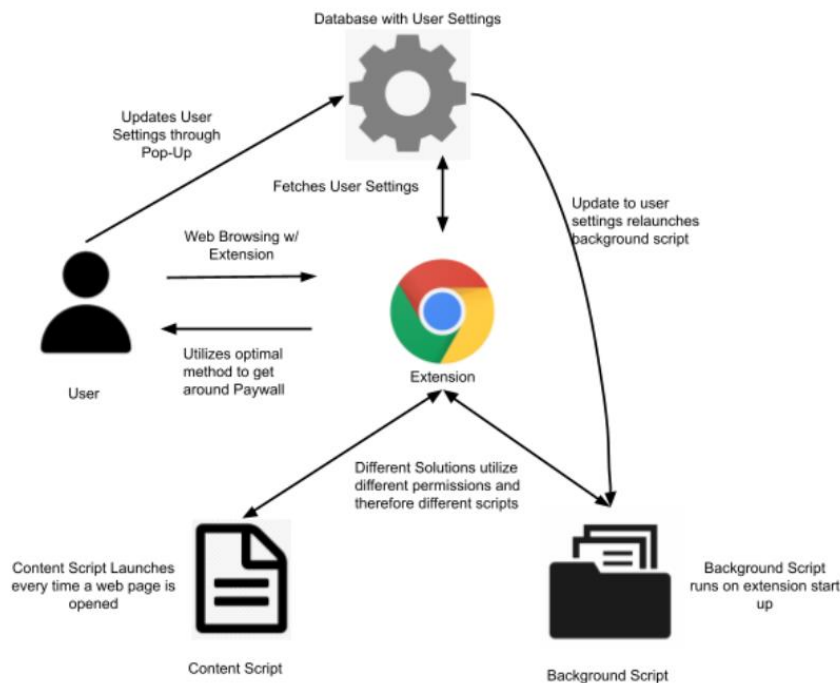 Database with User Settings
Updates User
Settings through
Pop-Up
Fetches User Settings
Update to user
settings relaunches
background script
Web Browsing w/
Extension
Utilizes optimal
method to get
around Paywall
User
Extension
Different Solutions utilize
different permissions and
therefore different scripts
Content Script Launches
every time a web page is
opened
Background Script
runs on extension start
up
Content Script
Background Script